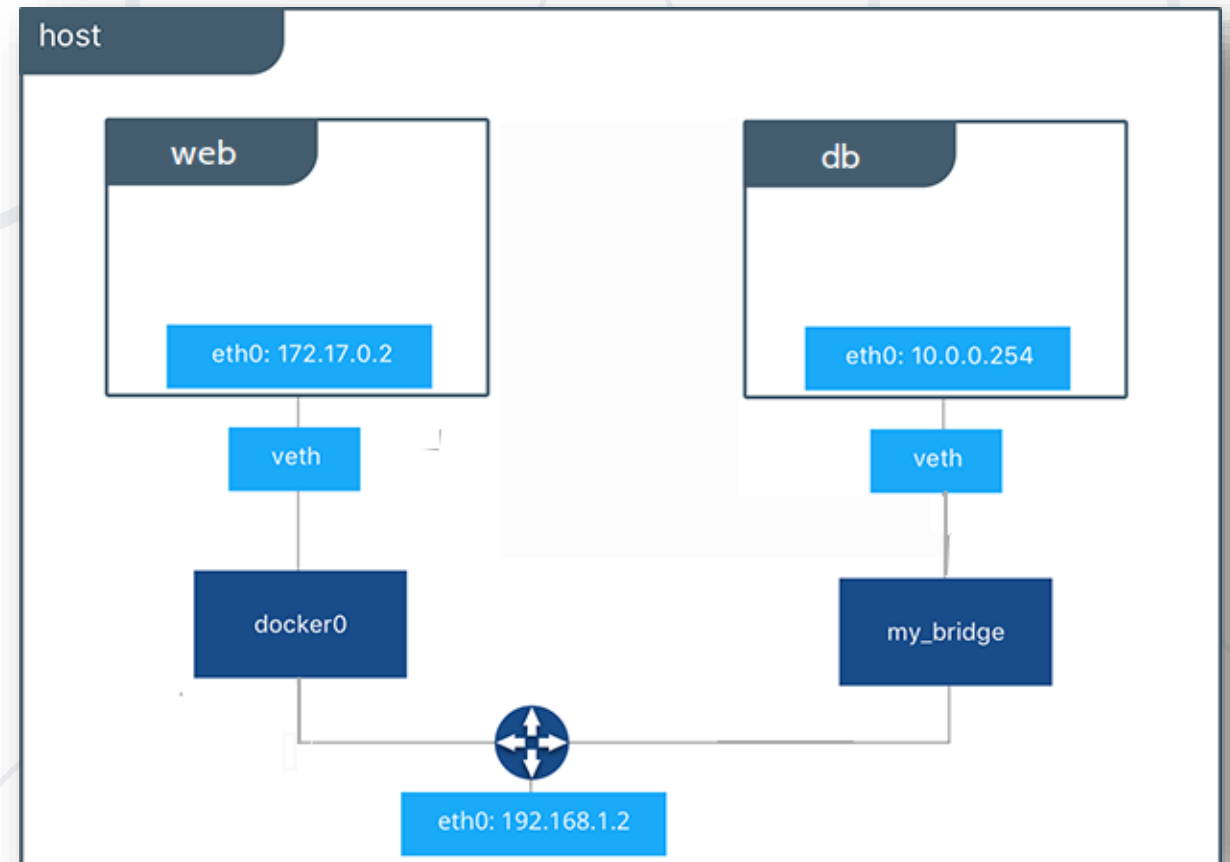 host
web
db
eth0: 172.17.0.2
eth0: 10.0.0.254
veth
veth
docker0
my_bridge
eth0: 192.168.1.2